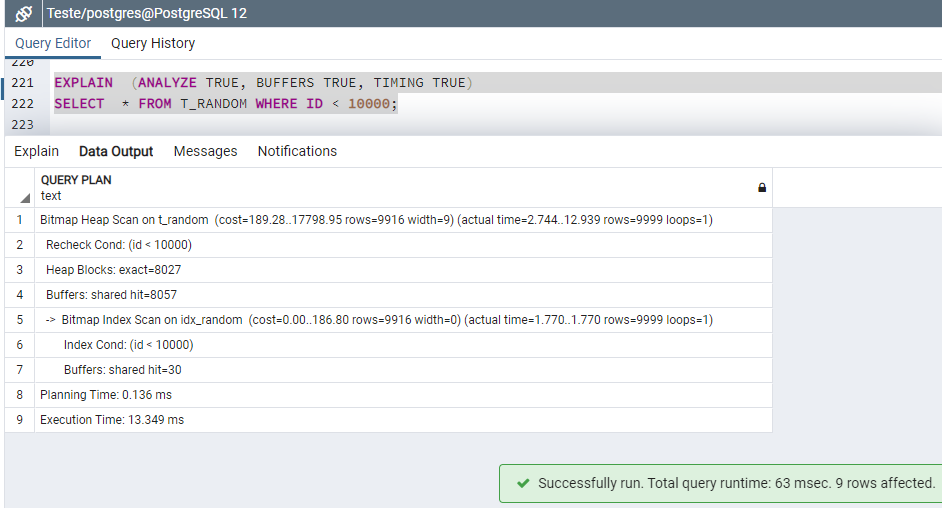 Teste/postgres@PostgreSQL 12
Query Editor Query History
220
221 EXPLAIN (ANALYZE TRUE, BUFFERS TRUE, TIMING TRUE)
222 SELECT * FROM T_RANDOM WHERE ID < 10000;
223
Explain Data Output Messages Notifications
QUERY PLAN
text
1 Bitmap Heap Scan on t_random (cost=189.28..17798.95 rows=9916 width=9) (actual time=2.744..12.939 rows=9999 loops=1)
2 Recheck Cond: (id < 10000)
3 Heap Blocks: exact=8027
4 Buffers: shared hit=8057
5 -> Bitmap Index Scan on idx_random (cost=0.00..186.80 rows=9916 width=0) (actual time=1.770..1.770 rows=9999 loops=1)
6 Index Cond: (id < 10000)
7 Buffers: shared hit=30
8 Planning Time: 0.136 ms
9 Execution Time: 13.349 ms
Successfully run. Total query runtime: 63 msec. 9 rows affected.